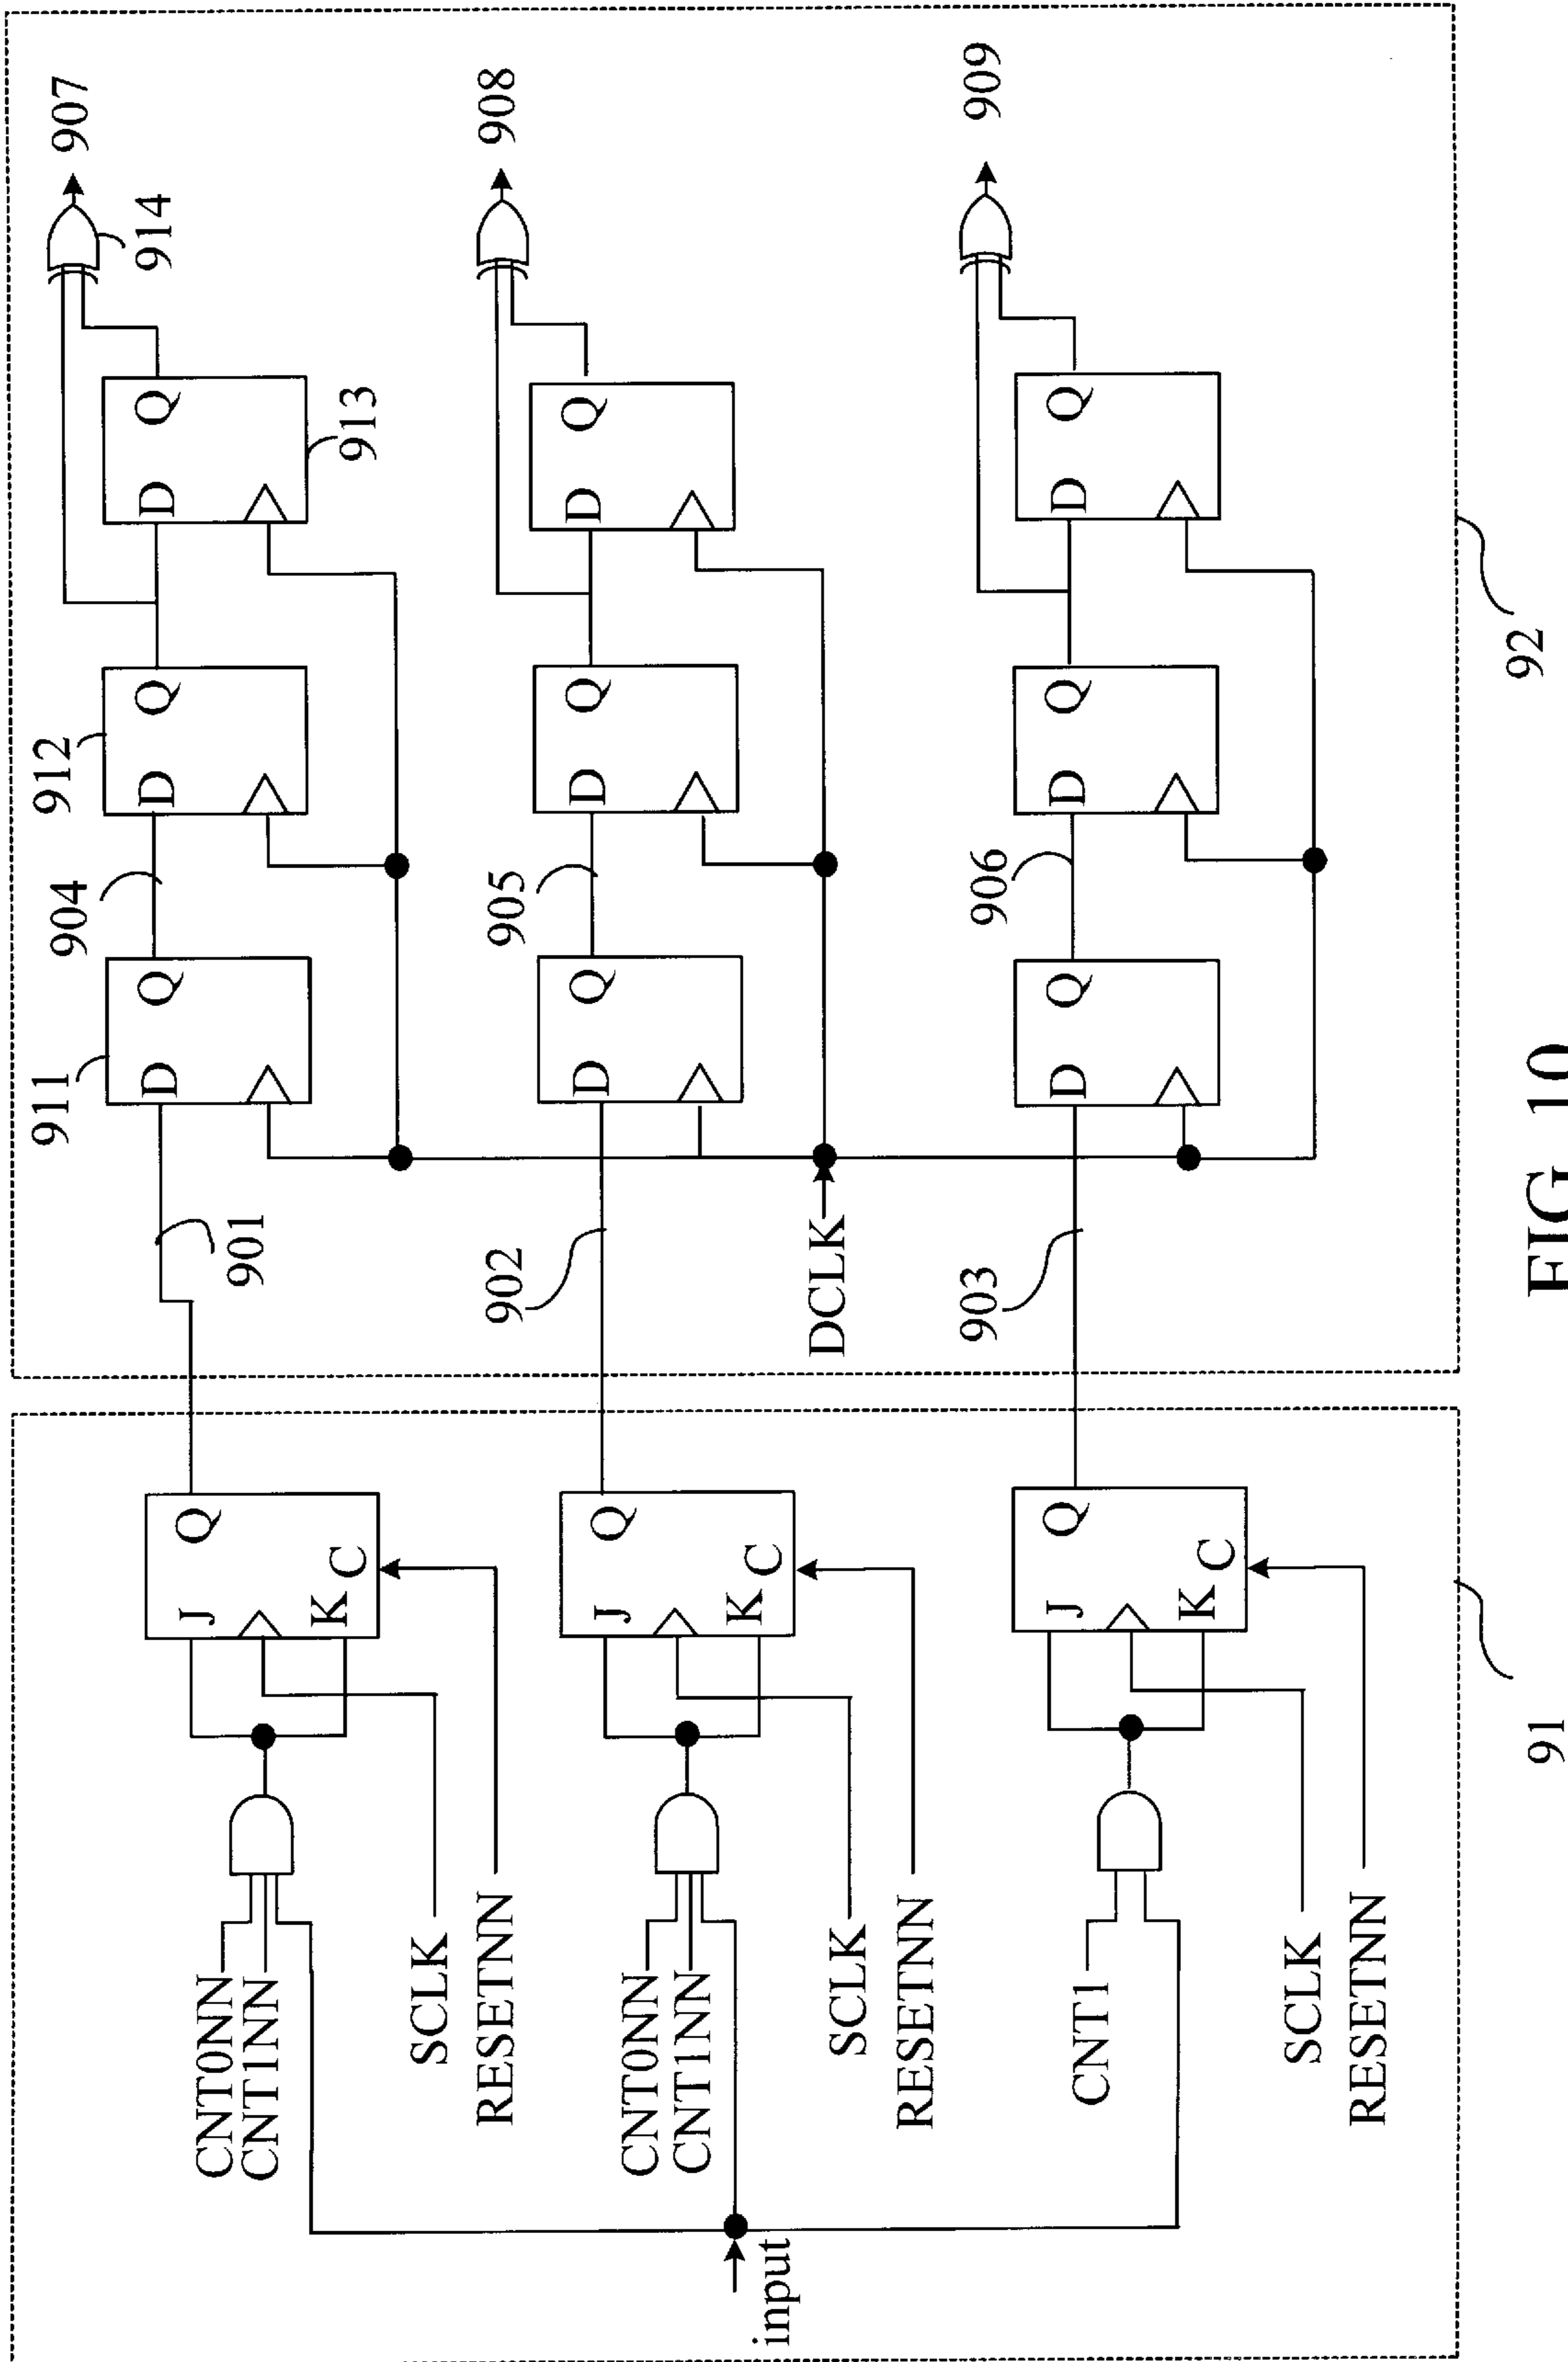 907
914
913
912
904
911
901
D Q
D Q
D Q
908
905
902
D Q
D Q
D Q
DCLK
909
906
903
D Q
D Q
D Q
92
J Q
K C
CNT0NN
CNT1NN
SCLK
RESETNN
J Q
K C
CNT0NN
CNT1NN
SCLK
RESETNN
J Q
K C
CNT1
SCLK
RESETNN
input
91
FIG 10